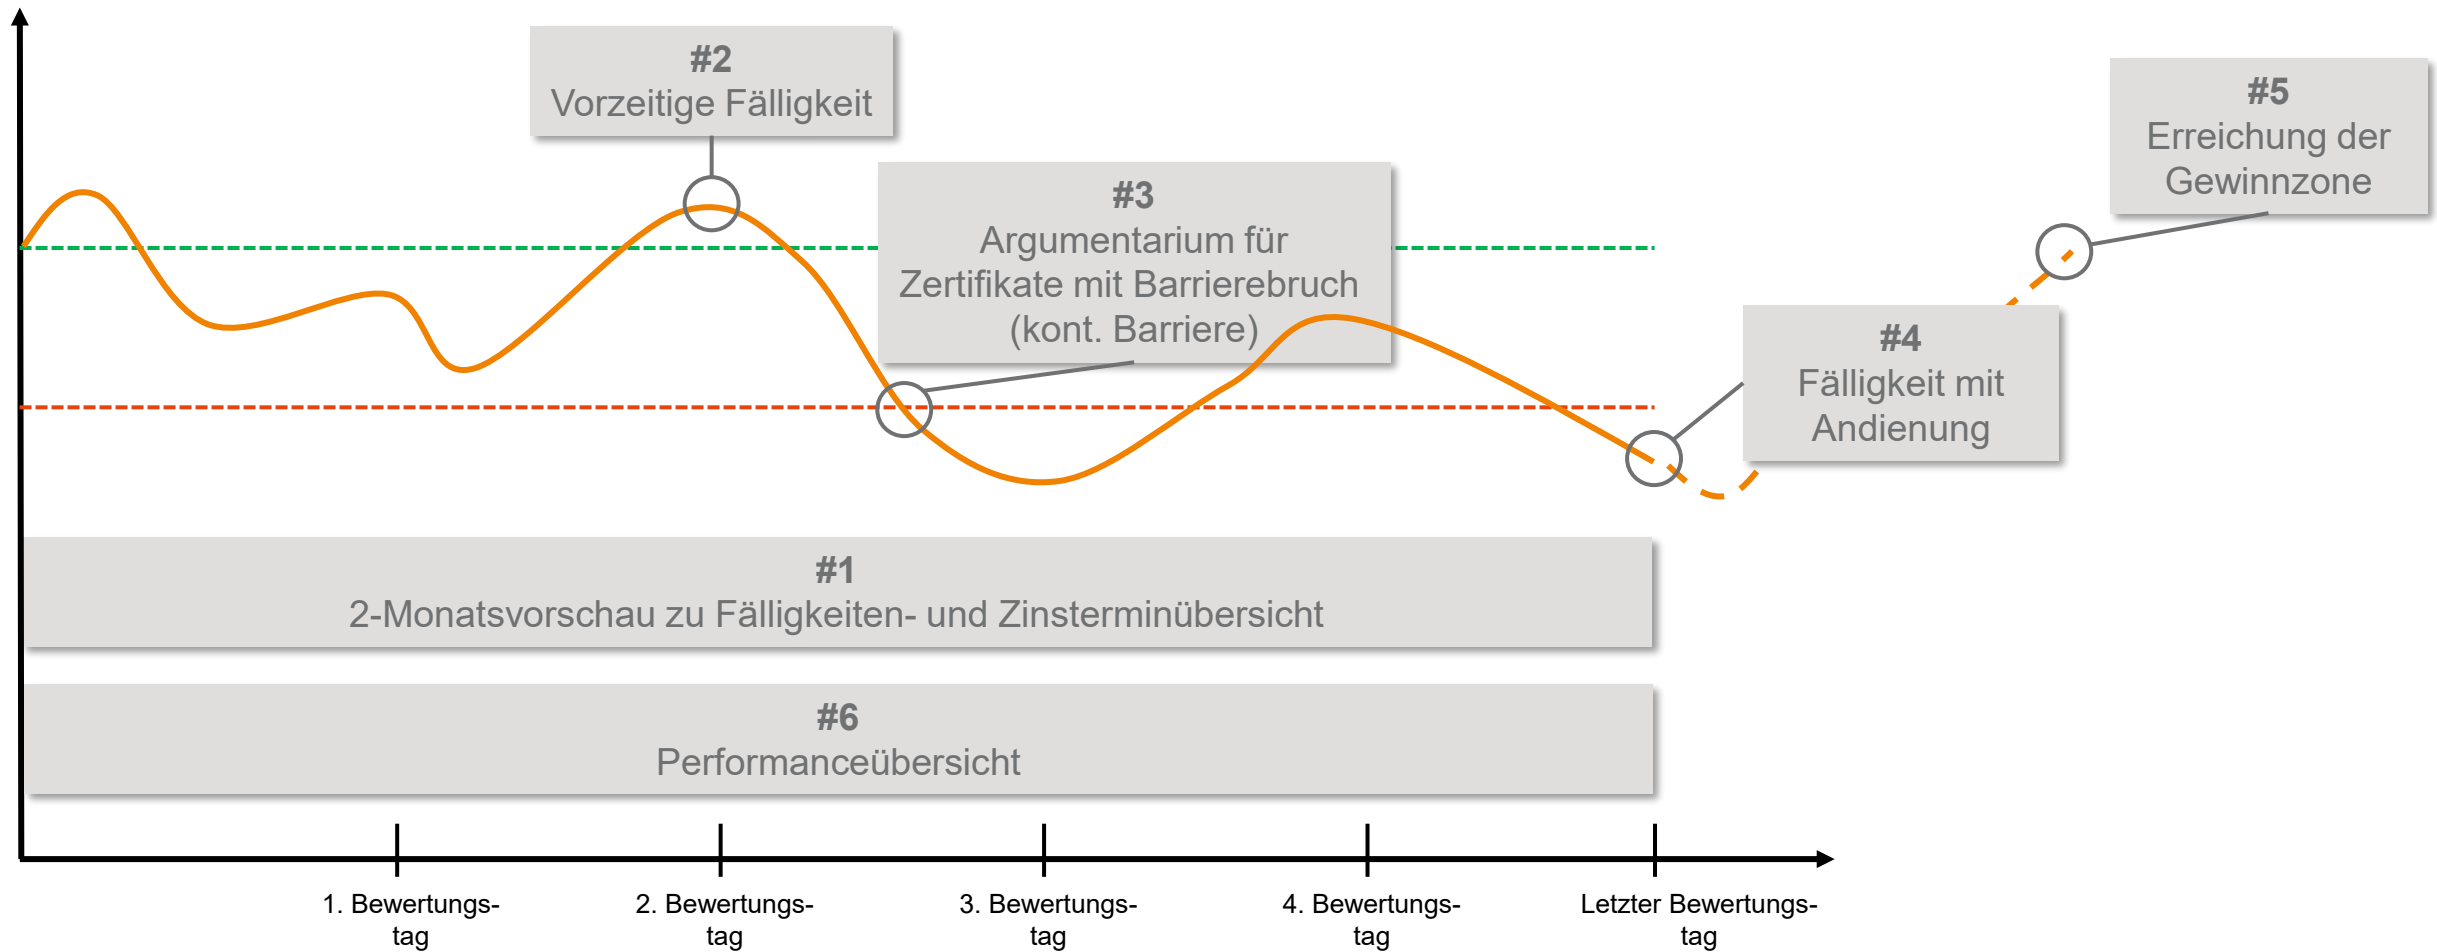 #2
Vorzeitige Fälligkeit
#5
Erreichung der
Gewinnzone
#3
Argumentarium für
Zertifikate mit Barrierebruch
(kont. Barriere)
#4
Fälligkeit mit
Andienung
#1
2-Monatsvorschau zu Fälligkeiten- und Zinsterminübersicht
#6
Performanceübersicht
1. Bewertungs-
tag
2. Bewertungs-
tag
3. Bewertungs-
tag
4. Bewertungs-
tag
Letzter Bewertungs-
tag